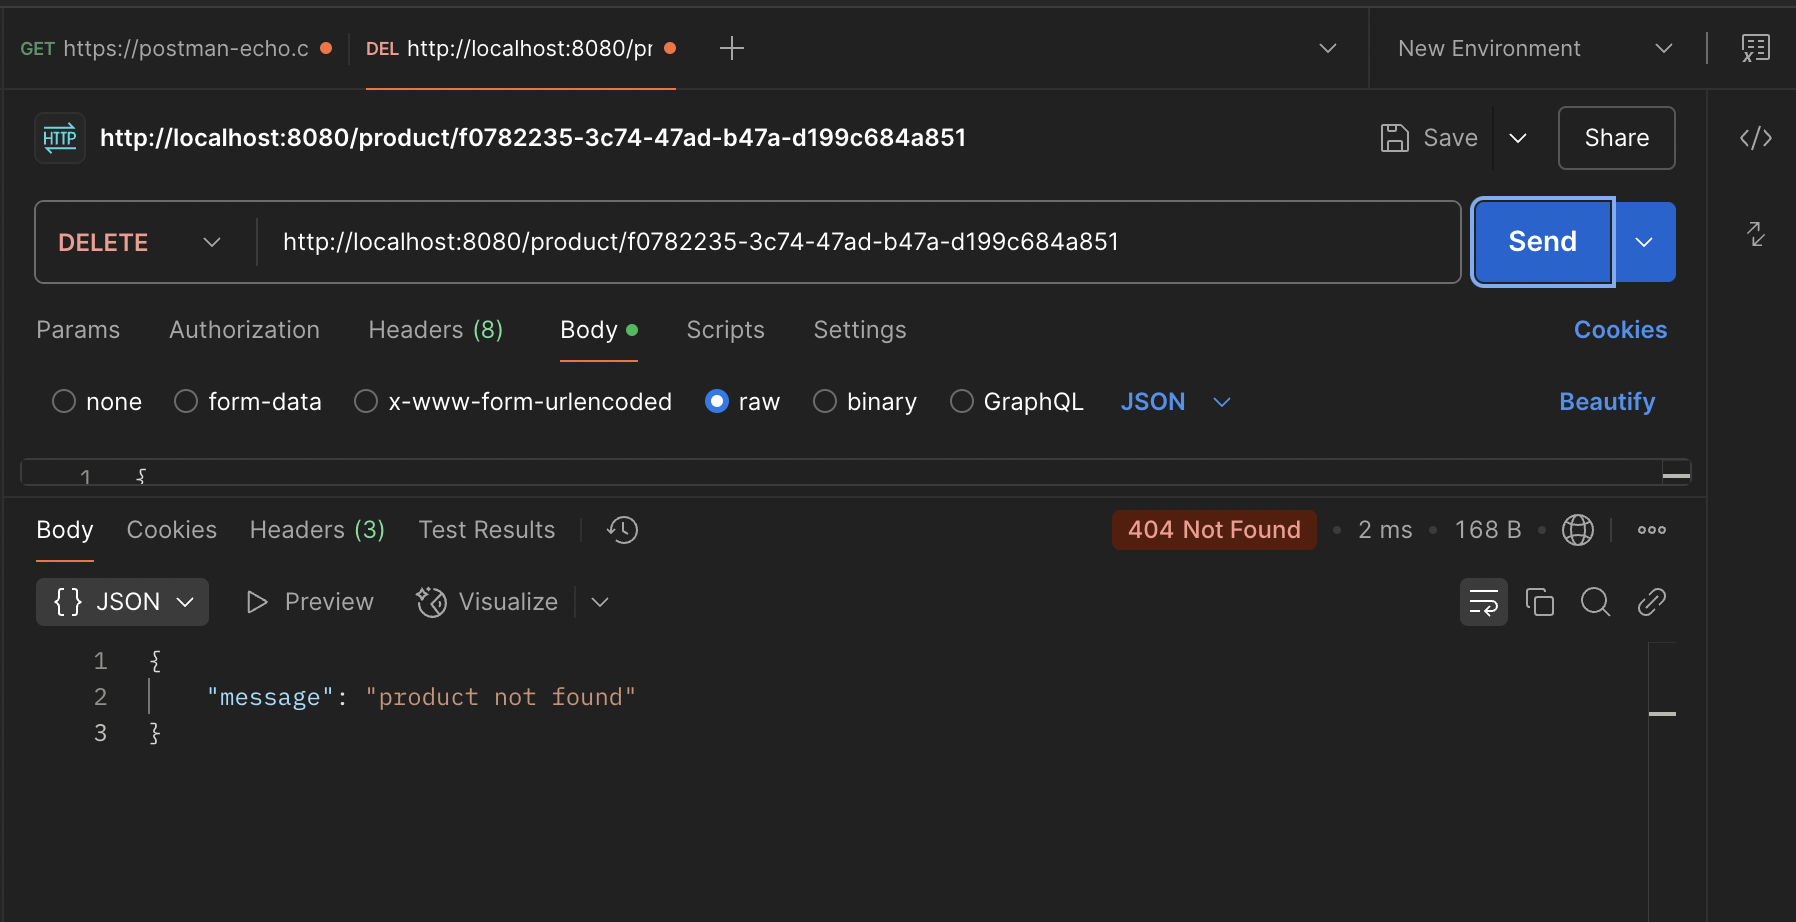 GET https://postman-echo.c
DEL http://localhost:8080/pr
New Environment
HTTP http://localhost:8080/product/f0782235-3c74-47ad-b47a-d199c684a851
Save
Share
DELETE http://localhost:8080/product/f0782235-3c74-47ad-b47a-d199c684a851
Send
Params Authorization Headers (8) Body Scripts Settings Cookies
none form-data x-www-form-urlencoded raw binary GraphQL JSON Beautify
1 {
Body Cookies Headers (3) Test Results 404 Not Found 2 ms 168 B
{} JSON Preview Visualize
1 {
2 "message": "product not found"
3 }